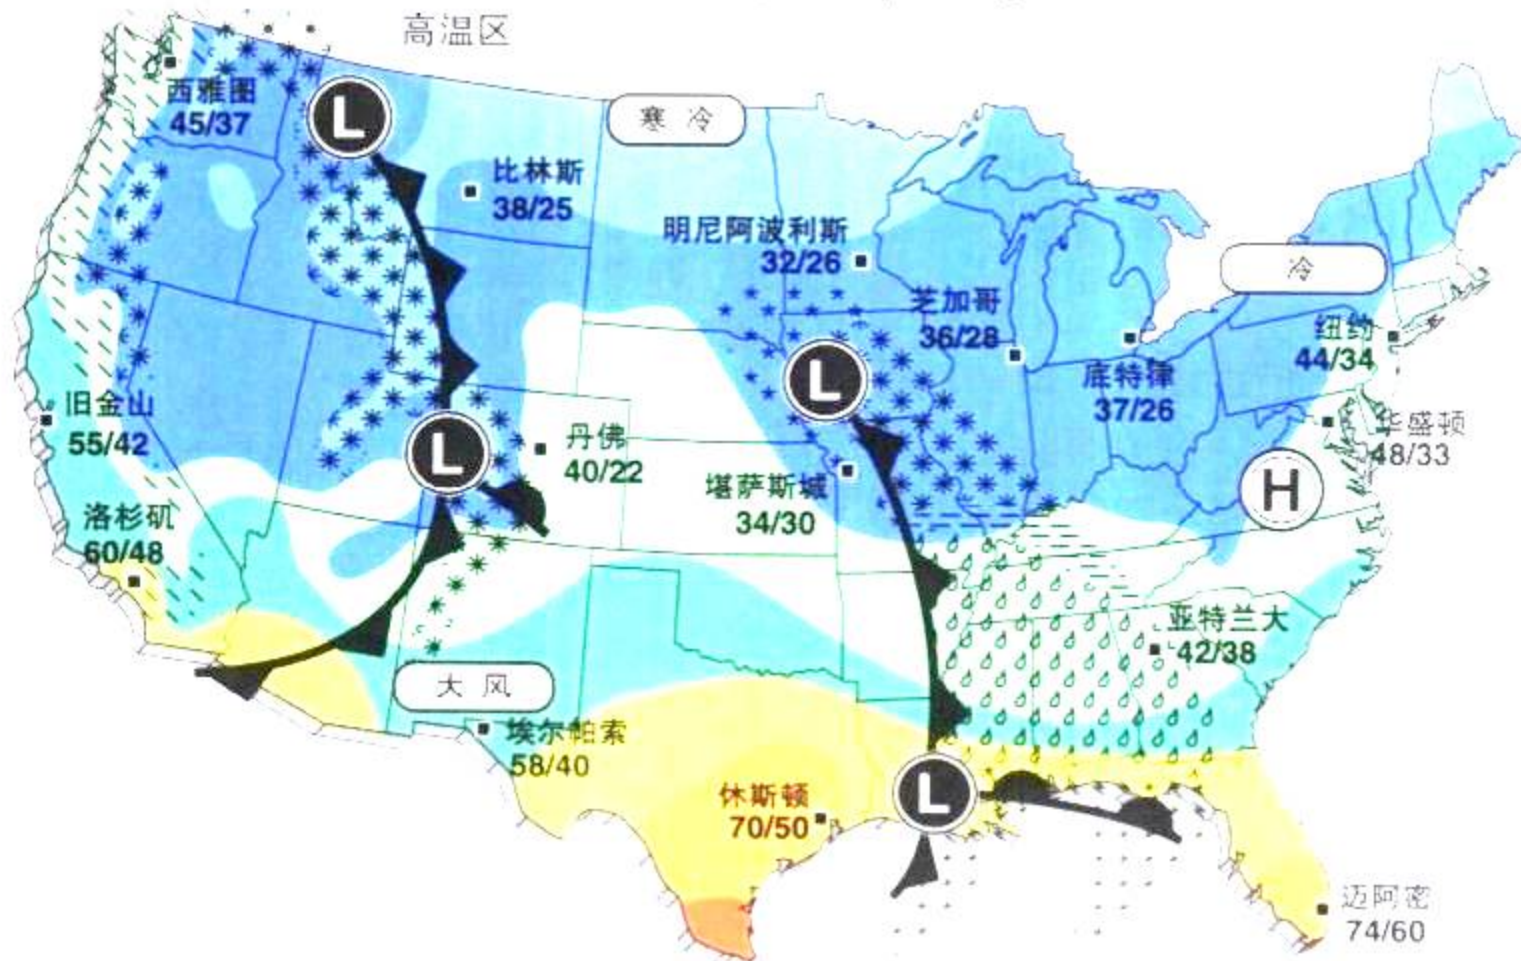 高温区
西雅图
45/37
L
寒 冷
比林斯
38/25
明尼阿波利斯
32/26
冷
芝加哥
36/28
纽约
44/34
底特律
37/26
L
旧金山
55/42
L
丹佛
40/22
华盛顿
48/33
堪萨斯城
34/30
H
洛杉矶
60/48
亚特兰大
42/38
大 风
埃尔帕索
58/40
休斯顿
70/50
L
迈阿密
74/60